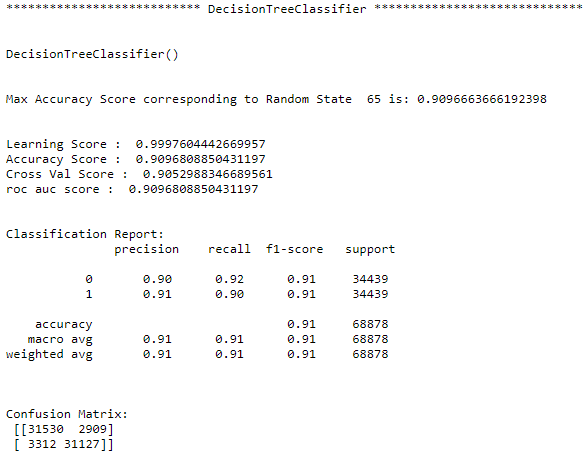 *************************** DecisionTreeClassifier *****************************
DecisionTreeClassifier()
Max Accuracy Score corresponding to Random State  65 is: 0.9096663666192398
Learning Score :  0.9997604442669957
Accuracy Score :  0.9096808850431197
Cross Val Score :  0.9052988346689561
roc auc score :  0.9096808850431197
Classification Report:
              precision    recall  f1-score   support
           0       0.90      0.92      0.91     34439
           1       0.91      0.90      0.91     34439
    accuracy                           0.91     68878
   macro avg       0.91      0.91      0.91     68878
weighted avg       0.91      0.91      0.91     68878
Confusion Matrix:
 [[31530  2909]
 [ 3312 31127]]